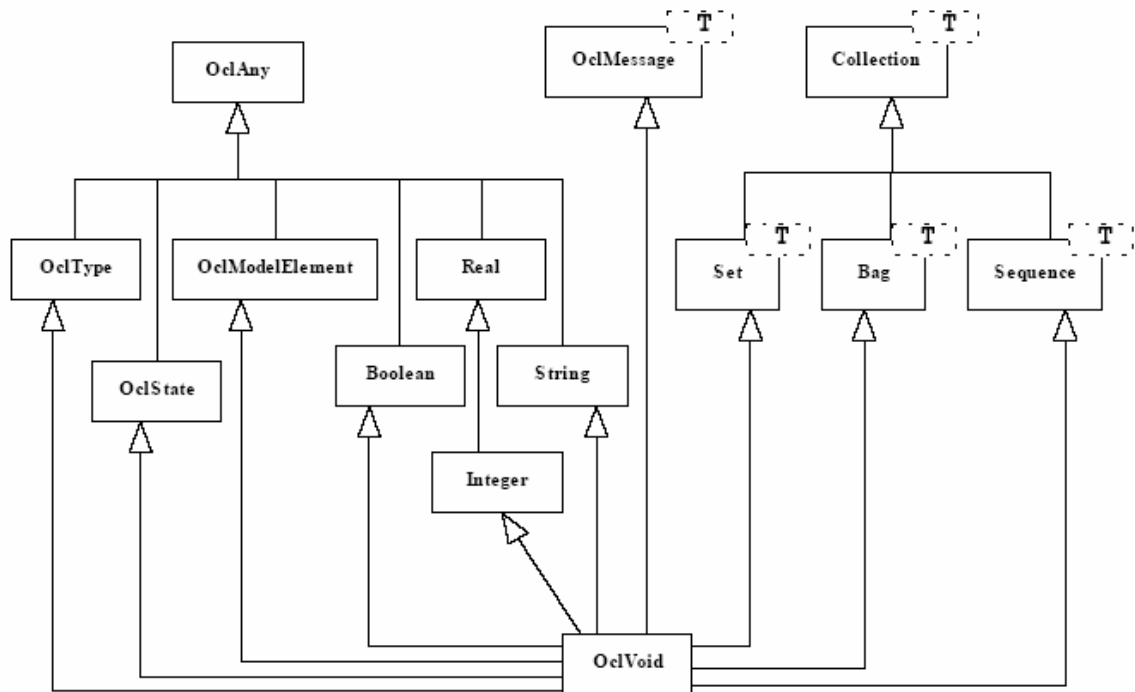 T
T
OclAny
OclMessage
Collection
T
T
T
OclType
OclModelElement
Real
Set
Bag
Sequence
OclState
Boolean
String
Integer
OclVoid